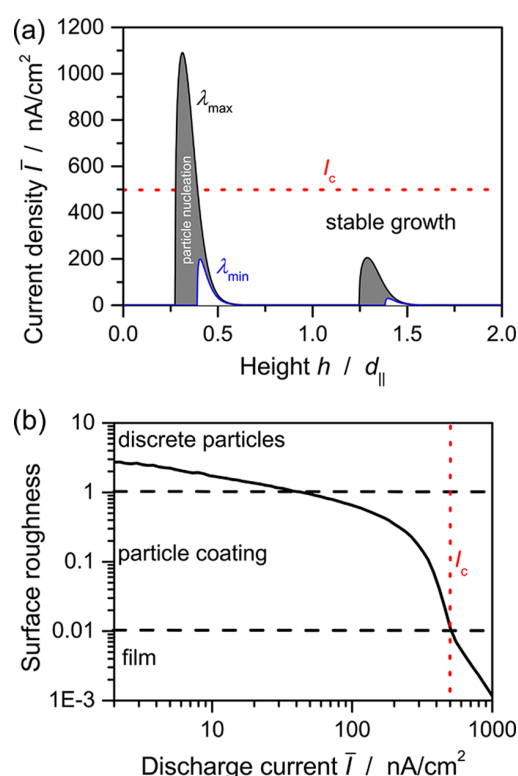 (a)
1200
1000
800
600
400
200
0
Current density Ī / nA/cm²
λmax
particle nucleation
Ic
stable growth
λmin
0.0 0.5 1.0 1.5 2.0
Height h / d||
(b)
10
1
0.1
0.01
1E-3
Surface roughness
discrete particles
particle coating
Ic
film
10 100 1000
Discharge current Ī / nA/cm²